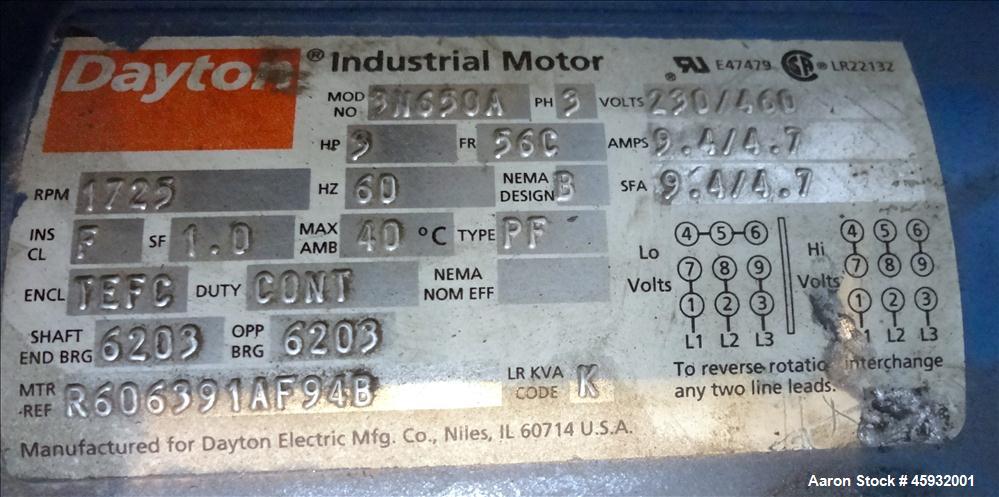 Dayton ® Industrial Motor ® RU E47479 SA ® LR22132
MOD NO 3N650A PH 3 VOLTS 230/460
HP 3 FR 56C AMPS 9.4/4.7
RPM 1725 HZ 60 NEMA DESIGN B SFA 9.4/4.7
INS CL F SF 1.0 MAX AMB 40 °C TYPE PF
ENCL TEFC DUTY CONT NEMA NOM EFF
SHAFT END BRG 6203 OPP BRG 6203
MTR REF R606391AF94B LR KVA CODE K
Manufactured for Dayton Electric Mfg. Co., Niles, IL 60714 U.S.A.
Lo Volts
4 5 6
7 8 9
1 2 3
L1 L2 L3
Hi Volts
4 5 6
7 8 9
1 2 3
L1 L2 L3
To reverse rotatio interchange
any two line leads.
Aaron Stock # 45932001